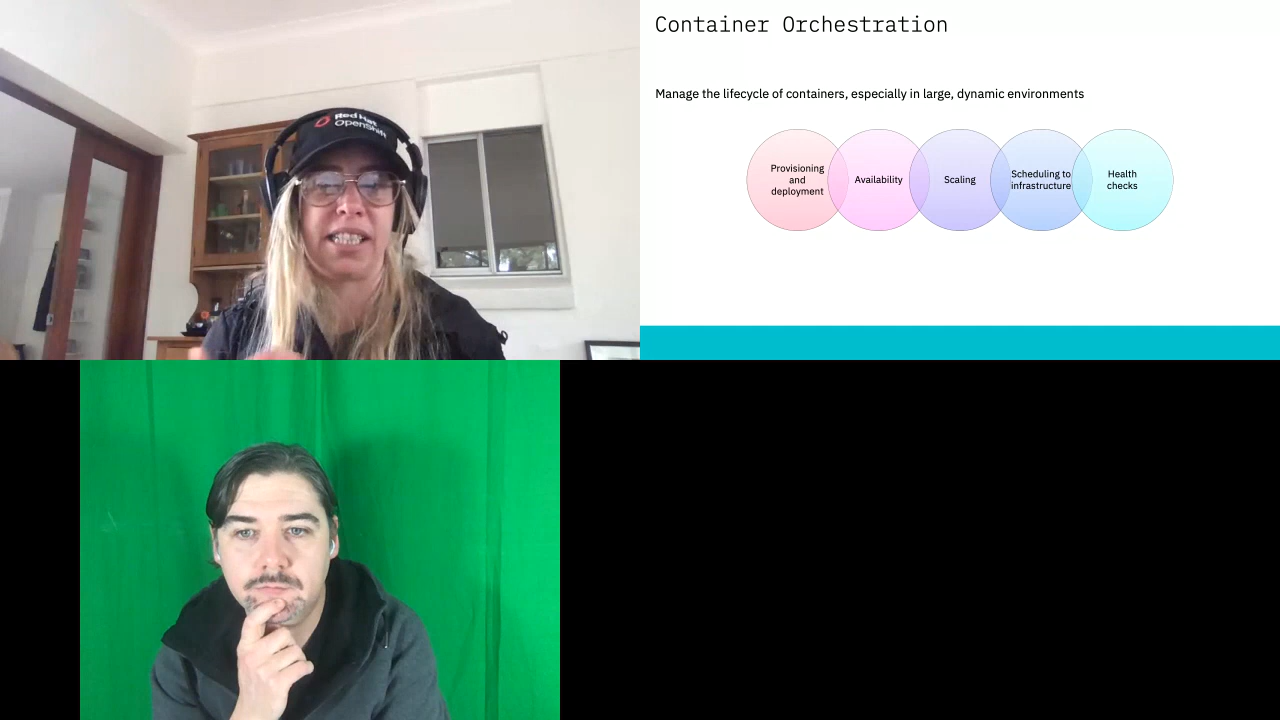 Red Hat
OpenShift
Container Orchestration
Manage the lifecycle of containers, especially in large, dynamic environments
Provisioning
and
deployment
Availability
Scaling
Scheduling to
infrastructure
Health
checks